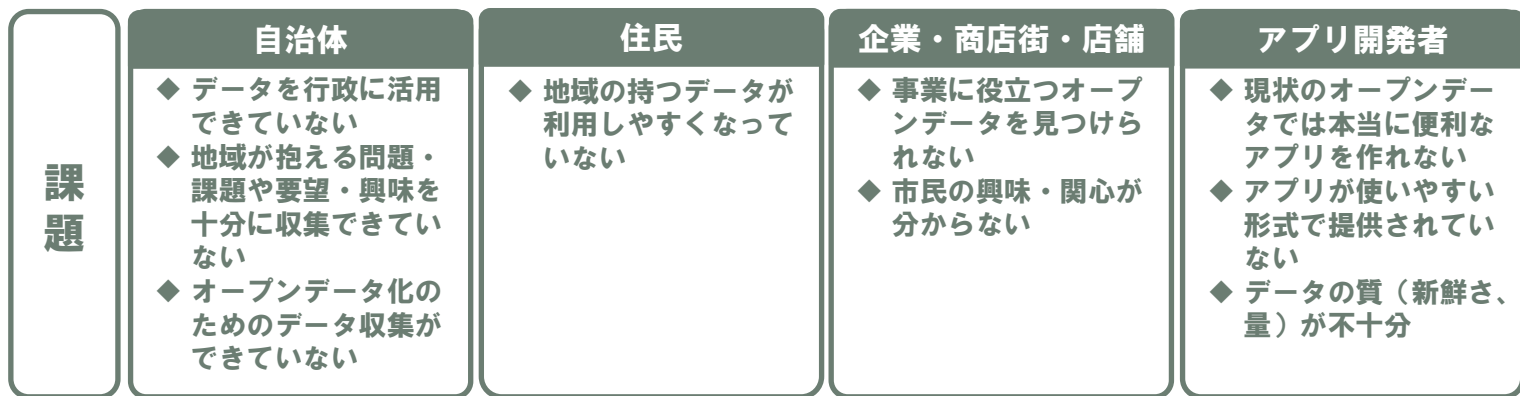 課題
自治体
◆ データを行政に活用
できていない
◆ 地域が抱える問題・
課題や要望・興味を
十分に収集できてい
ない
◆ オープンデータ化の
ためのデータ収集が
できていない
住民
◆ 地域の持つデータが
利用しやすくなって
いない
企業・商店街・店舗
◆ 事業に役立つオープ
ンデータを見つけら
れない
◆ 市民の興味・関心が
分からない
アプリ開発者
◆ 現状のオープンデー
タでは本当に便利な
アプリを作れない
◆ アプリが使いやすい
形式で提供されてい
ない
◆ データの質（新鮮さ、
量）が不十分